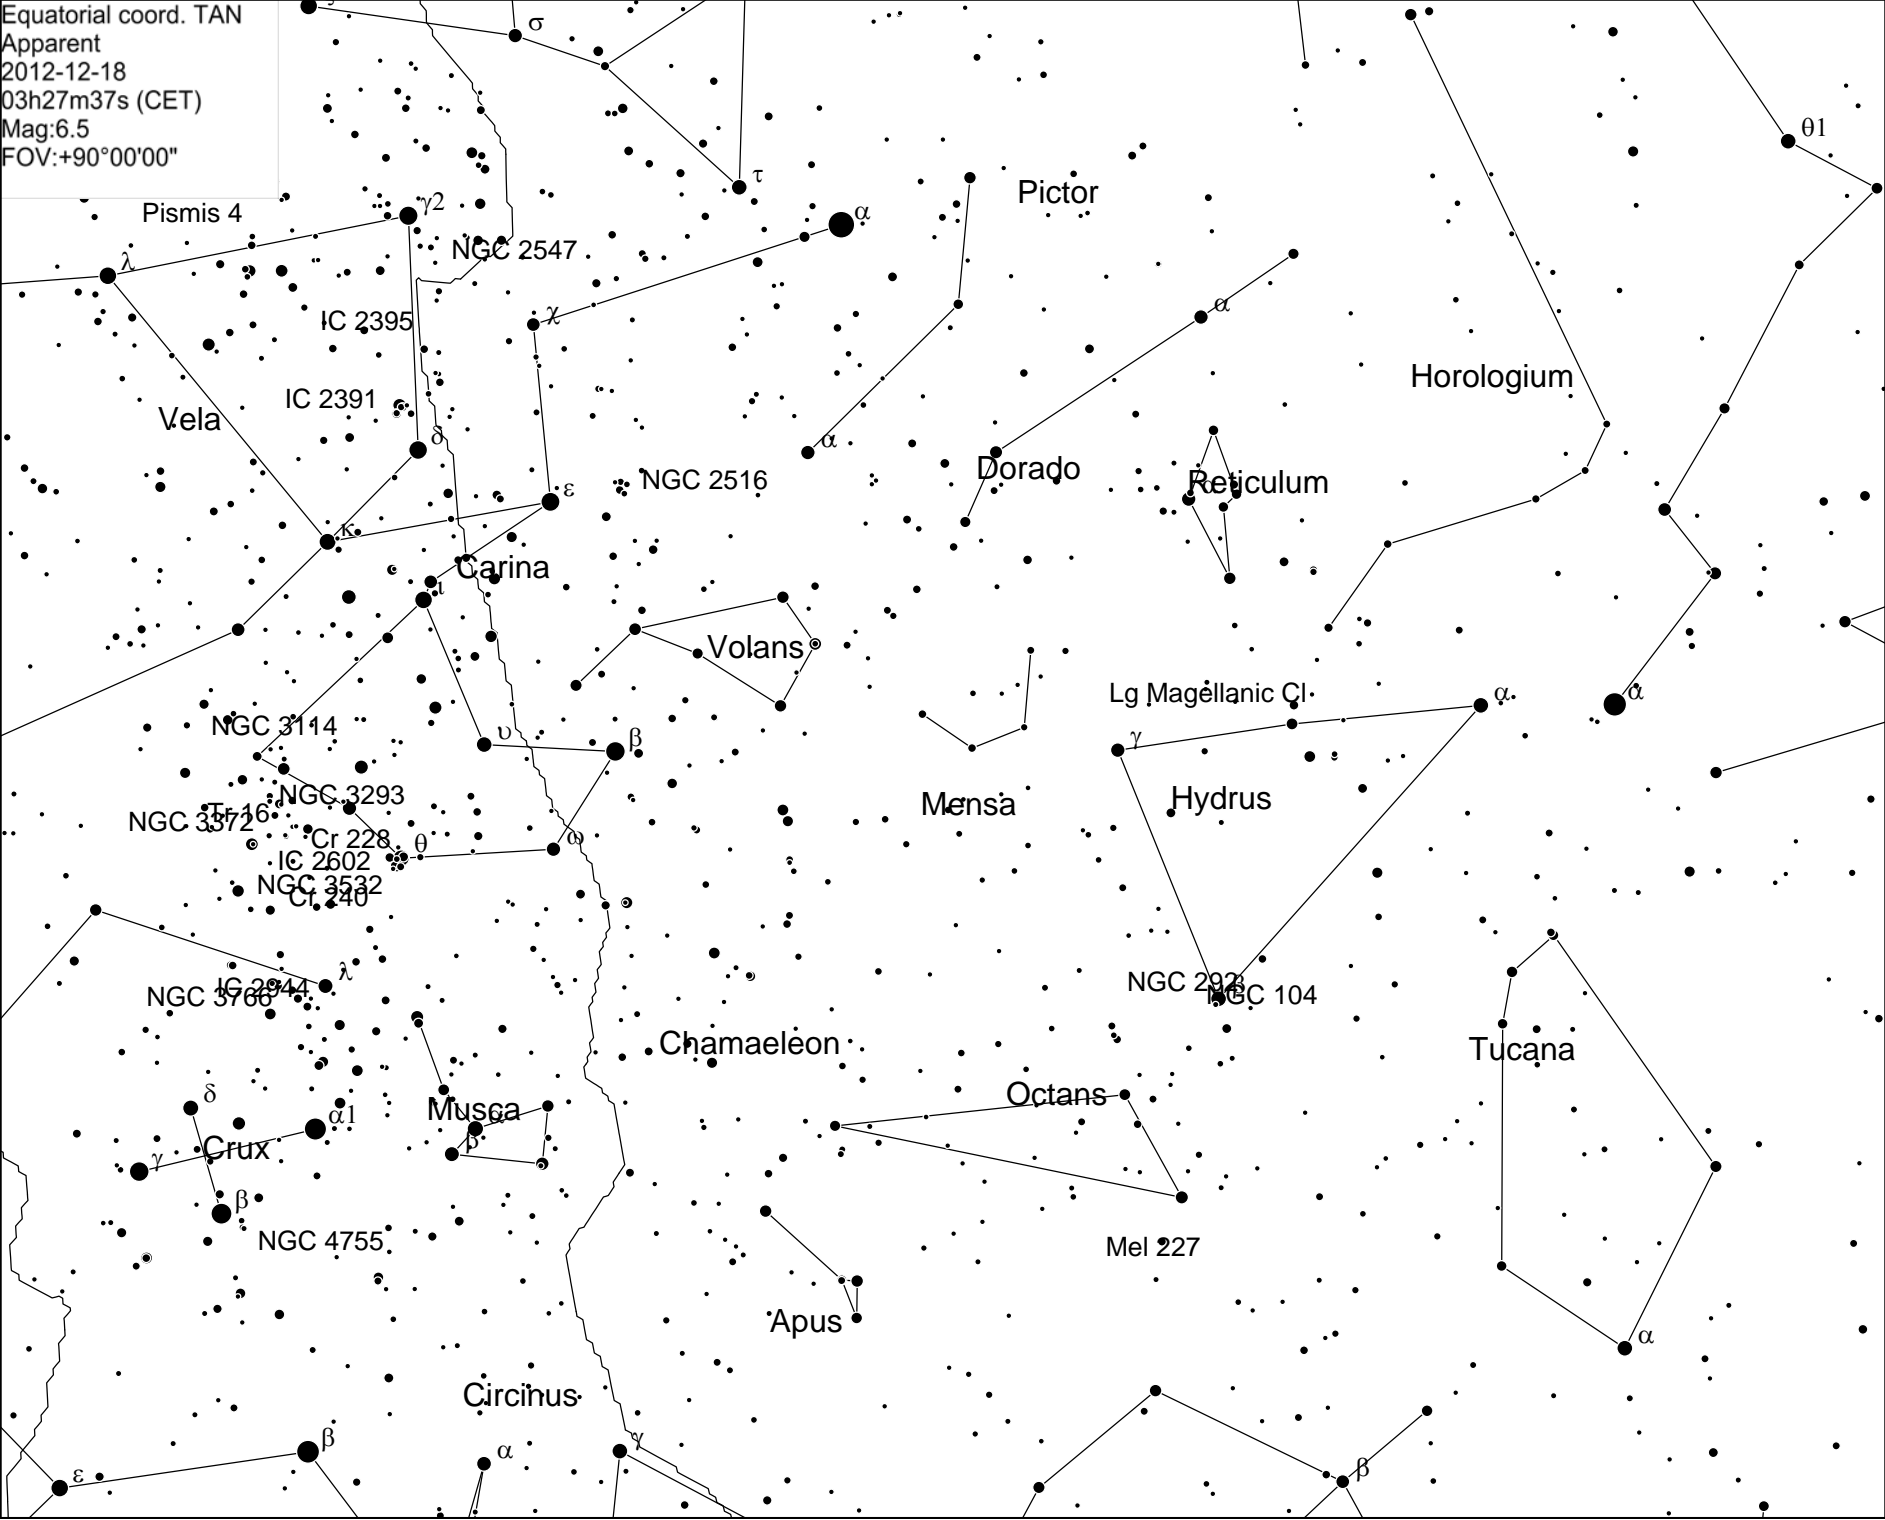 Equatorial coord. TAN
Apparent
2012-12-18
03h27m37s (CET)
Mag:6.5
FOV:+90°00'00"
σ
θ1
τ
Pictor
γ2
Pismis 4
α
NGC 2547
λ
α
χ
IC 2395
Horologium
IC 2391
Vela
δ
α
Dorado
NGC 2516
Reticulum
α
ε
κ
Carina
ι
Volans
Lg Magellanic Cl
α
α
NGC 3114
υ
β
γ
NGC 3293
Mensa
Hydrus
Tr 16
NGC 3372
Cr 228
θ
ω
IC 2602
NGC 3532
Cr 240
λ
IC 2944
NGC 3766
NGC 292
β
NGC 104
Chamaeleon
Tucana
δ
Octans
α1
Musca
α
β
Crux
γ
β
NGC 4755
Mel 227
Apus
α
Circinus
β
α
γ
β
ε